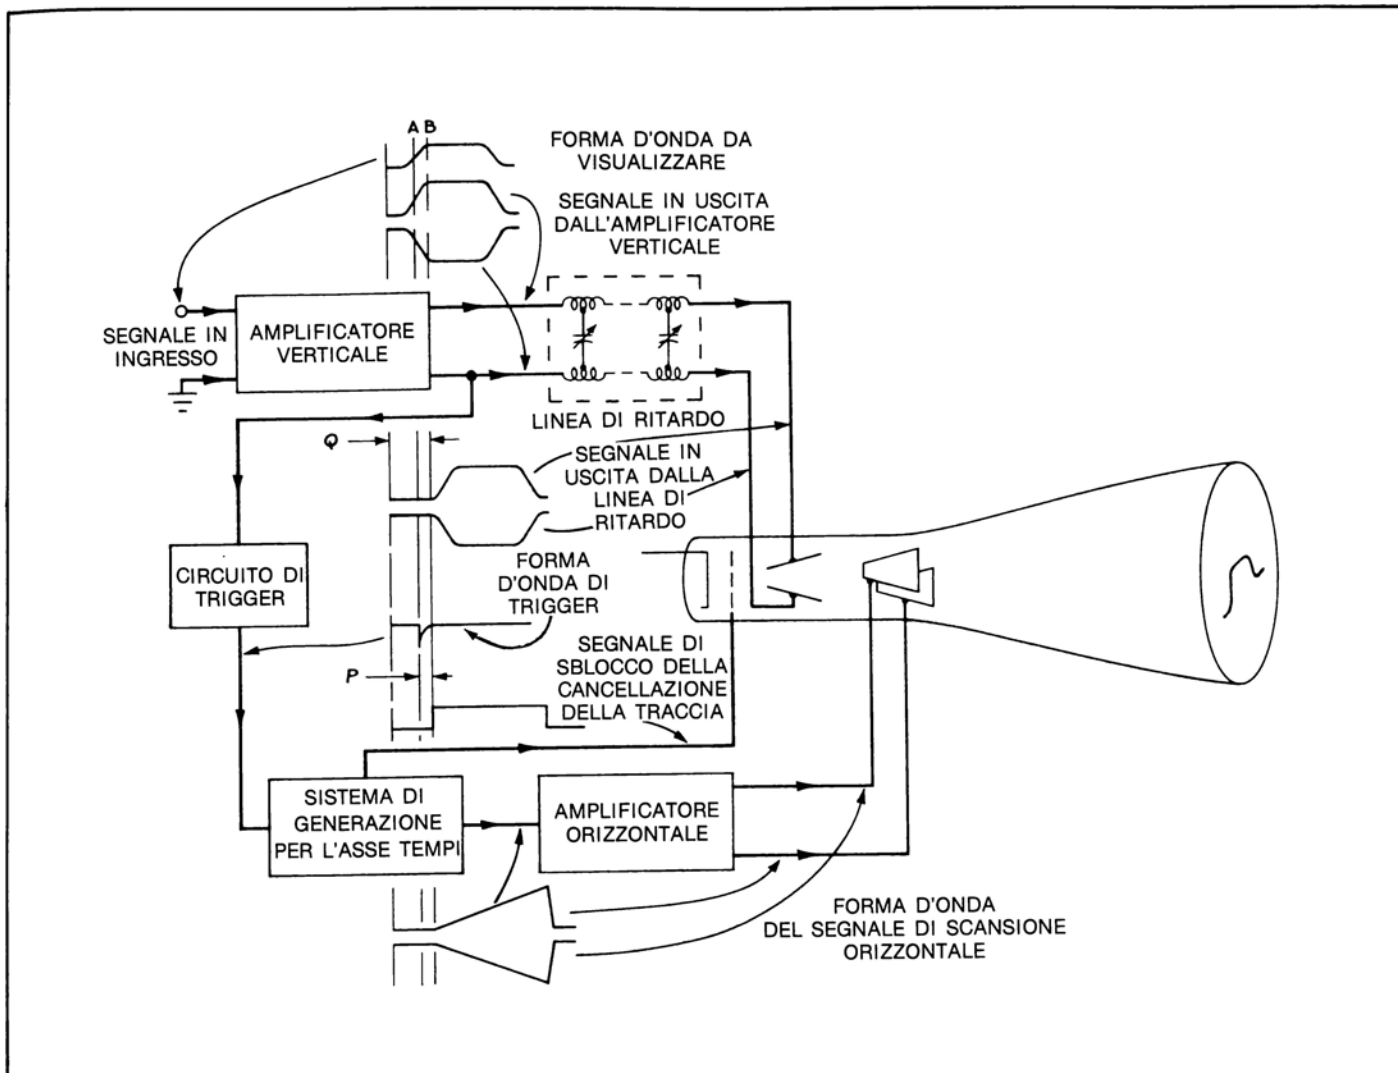 A B
FORMA D'ONDA DA
VISUALIZZARE
SEGNALE IN USCITA
DALL'AMPLIFICATORE
VERTICALE
SEGNALE IN
INGRESSO
AMPLIFICATORE
VERTICALE
LINEA DI RITARDO
Q
SEGNALE IN
USCITA DALLA
LINEA DI
RITARDO
CIRCUITO DI
TRIGGER
FORMA
D'ONDA DI
TRIGGER
SEGNALE DI
SBLOCCO DELLA
CANCELLAZIONE
DELLA TRACCIA
P
SISTEMA DI
GENERAZIONE
PER L'ASSE TEMPI
AMPLIFICATORE
ORIZZONTALE
FORMA D'ONDA
DEL SEGNALE DI SCANSIONE
ORIZZONTALE